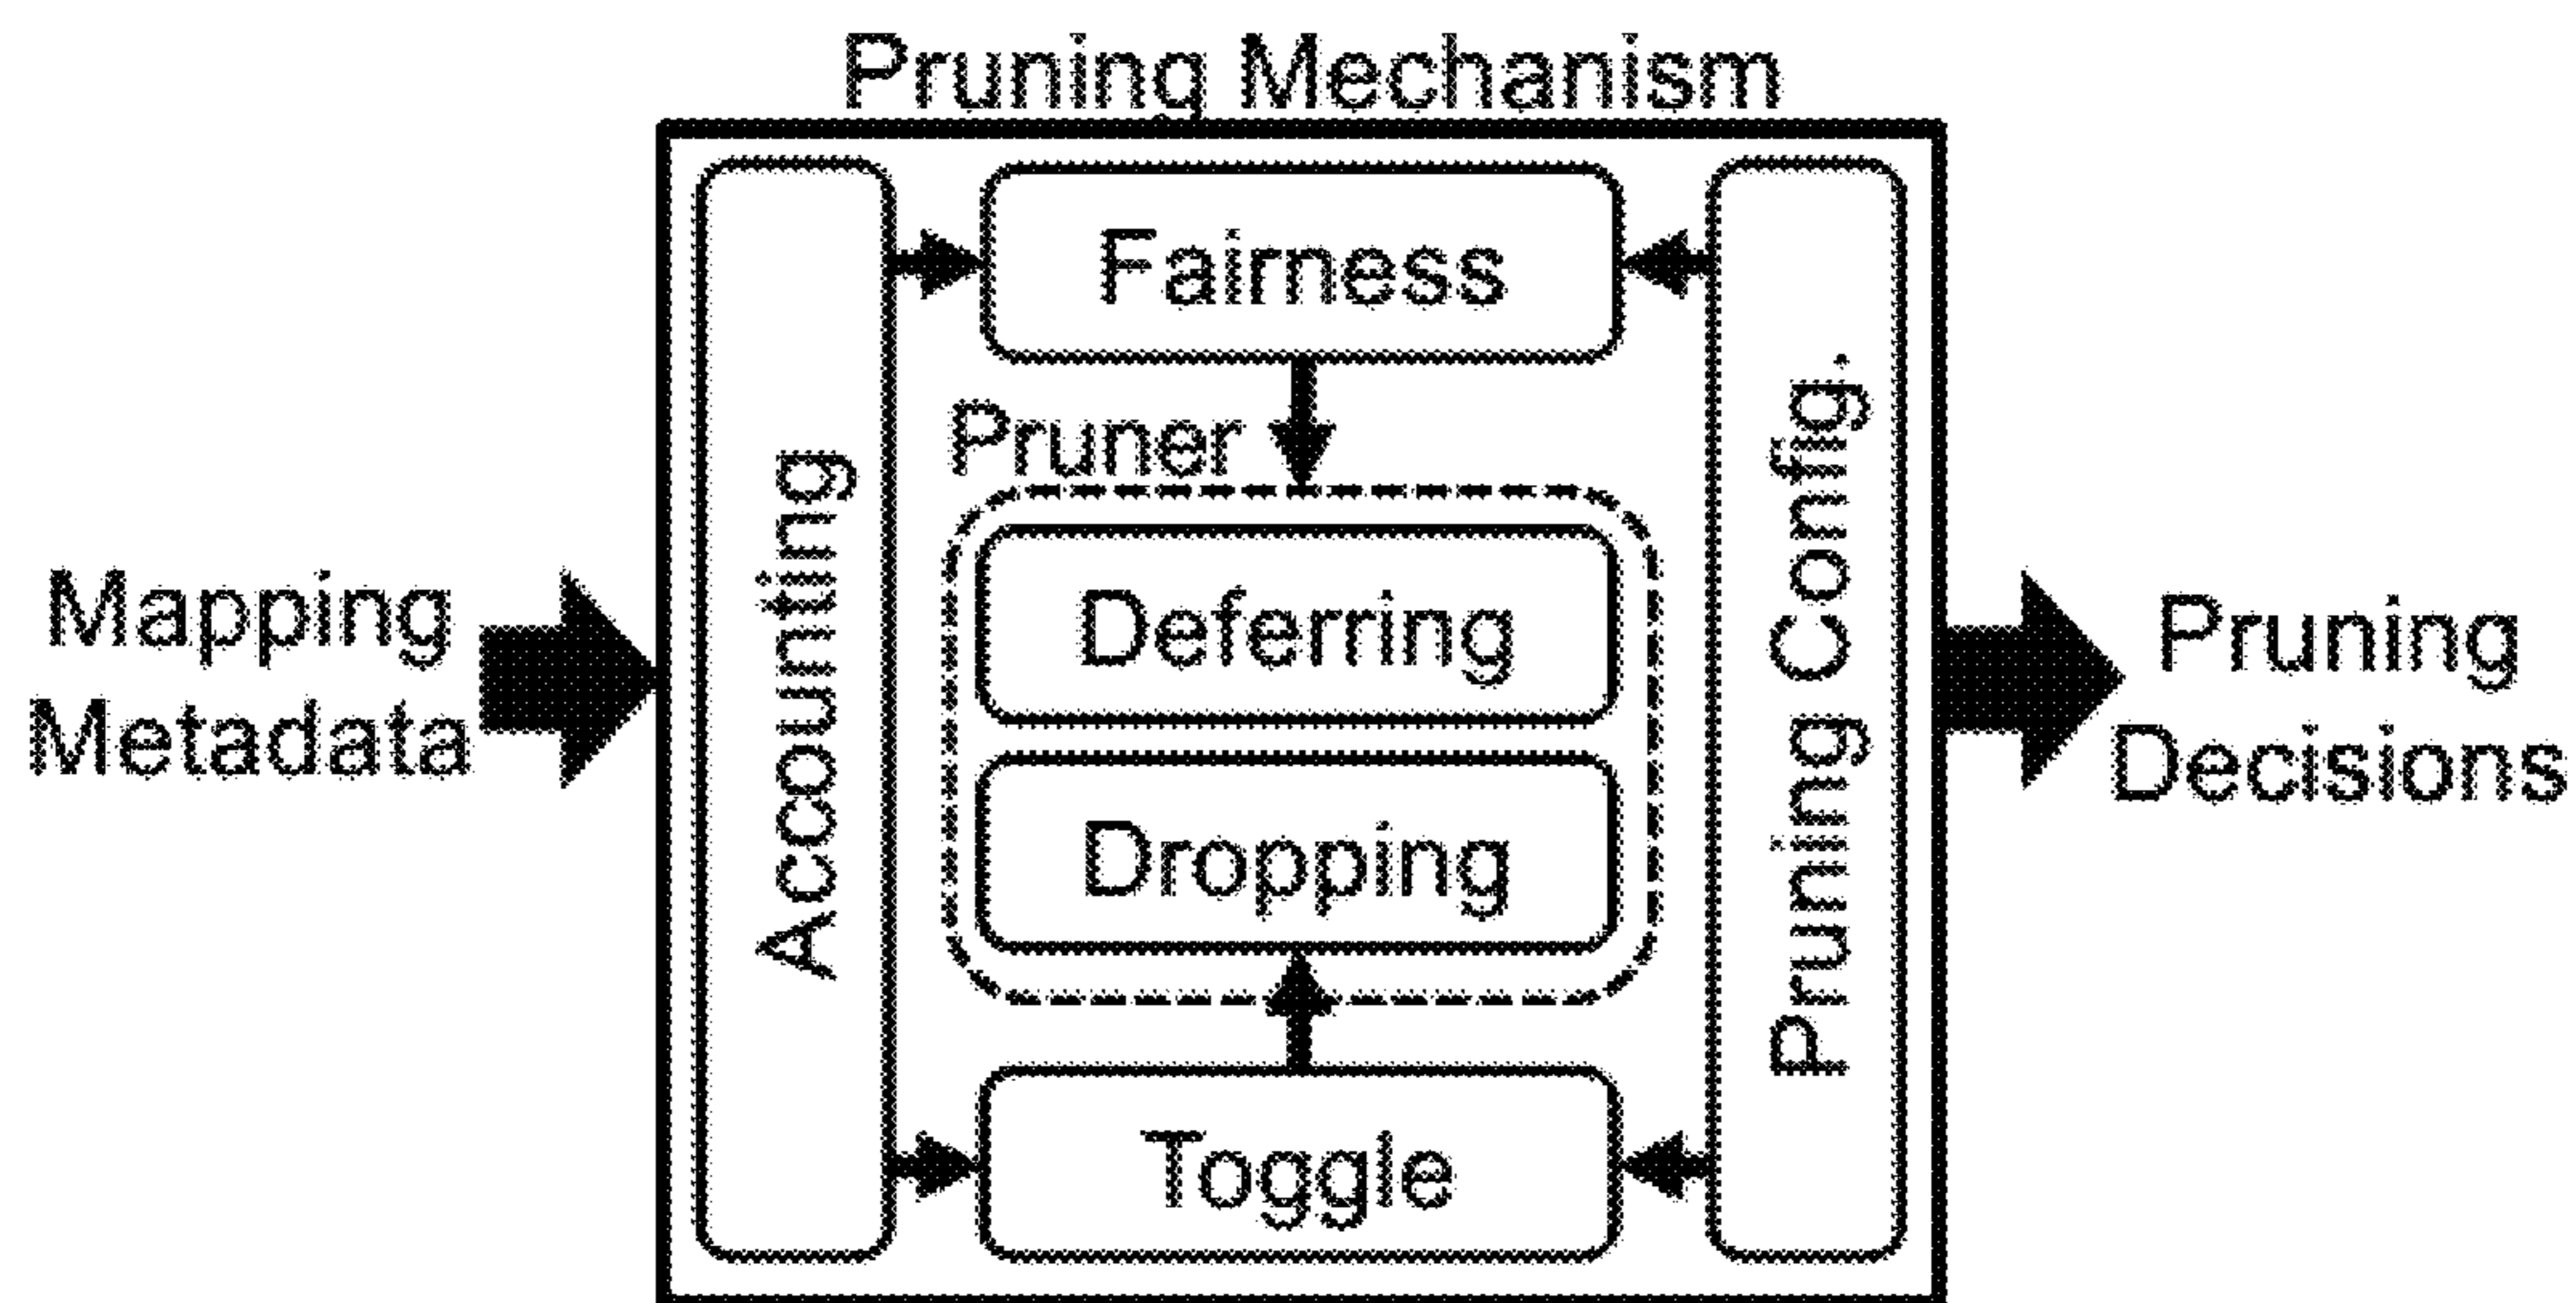 Pruning Mechanism
Mapping
Metadata
Accounting
Fairness
Pruner
Deferring
Dropping
Toggle
Pruning Config.
Pruning
Decisions